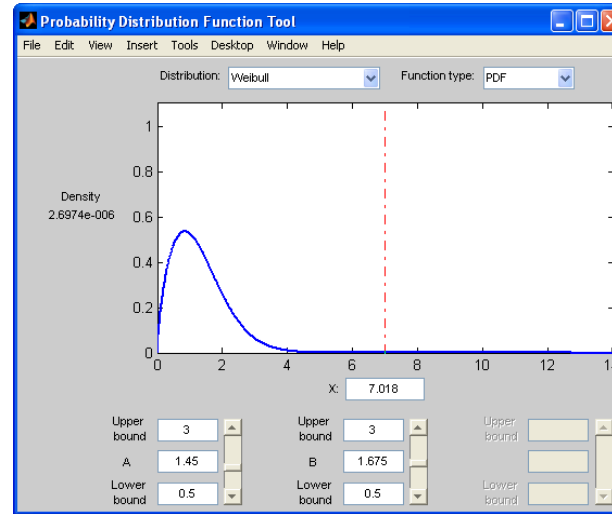 Probability Distribution Function Tool
File Edit View Insert Tools Desktop Window Help
Distribution: Weibull Function type: PDF
1
0.8
Density
2.6974e-006
0.6
0.4
0.2
0
0 2 4 6 8 10 12
X: 7.018
Upper bound 3 Upper bound 3 Upper bound
A 1.45 B 1.675
Lower bound 0.5 Lower bound 0.5 Lower bound